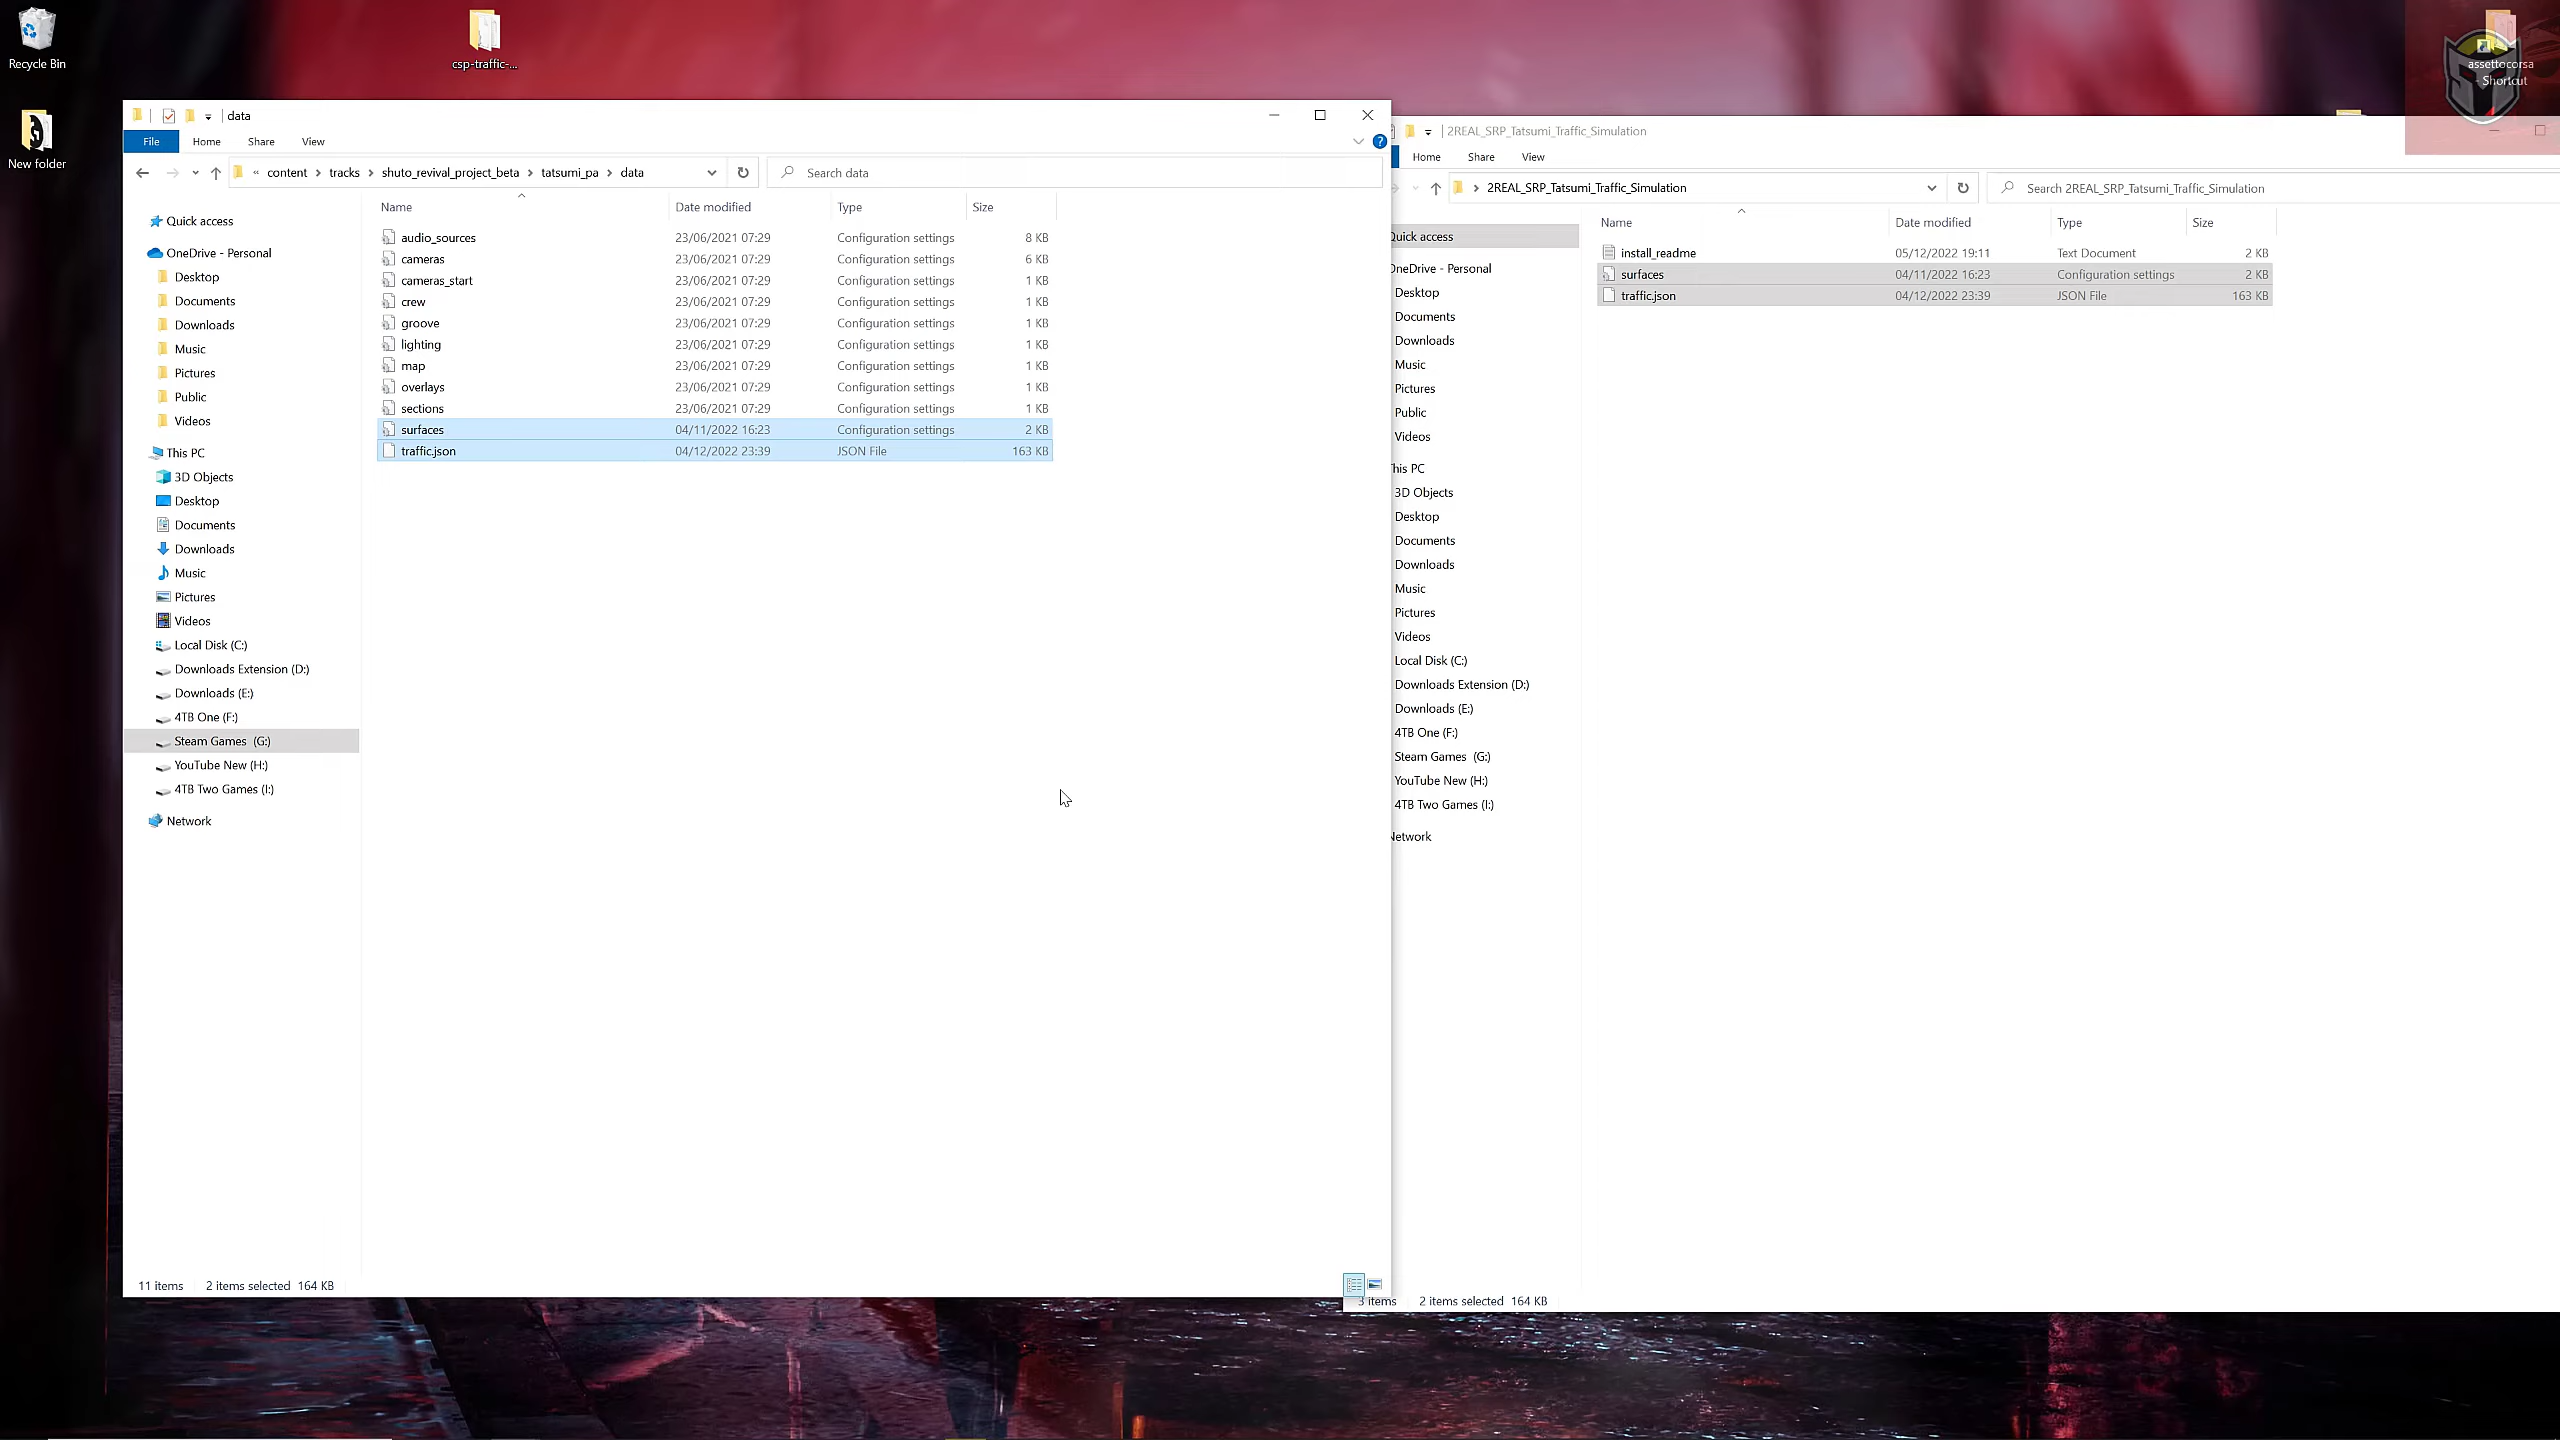 Recycle Bin
New folder
csp-traffic-...
assettocorsa
- Shortcut
data
File Home Share View
« content › tracks › shuto_revival_project_beta › tatsumi_pa › data
Search data
Name Date modified Type Size
audio_sources 23/06/2021 07:29 Configuration settings 8 KB
cameras 23/06/2021 07:29 Configuration settings 6 KB
cameras_start 23/06/2021 07:29 Configuration settings 1 KB
crew 23/06/2021 07:29 Configuration settings 1 KB
groove 23/06/2021 07:29 Configuration settings 1 KB
lighting 23/06/2021 07:29 Configuration settings 1 KB
map 23/06/2021 07:29 Configuration settings 1 KB
overlays 23/06/2021 07:29 Configuration settings 1 KB
sections 23/06/2021 07:29 Configuration settings 1 KB
surfaces 04/11/2022 16:23 Configuration settings 2 KB
traffic.json 04/12/2022 23:39 JSON File 163 KB
Quick access
OneDrive - Personal
Desktop
Documents
Downloads
Music
Pictures
Public
Videos
This PC
3D Objects
Desktop
Documents
Downloads
Music
Pictures
Videos
Local Disk (C:)
Downloads Extension (D:)
Downloads (E:)
4TB One (F:)
Steam Games (G:)
YouTube New (H:)
4TB Two Games (I:)
Network
11 items 2 items selected 164 KB
2REAL_SRP_Tatsumi_Traffic_Simulation
Home Share View
› 2REAL_SRP_Tatsumi_Traffic_Simulation
Search 2REAL_SRP_Tatsumi_Traffic_Simulation
Name Date modified Type Size
install_readme 05/12/2022 19:11 Text Document 2 KB
surfaces 04/11/2022 16:23 Configuration settings 2 KB
traffic.json 04/12/2022 23:39 JSON File 163 KB
Quick access
OneDrive - Personal
Desktop
Documents
Downloads
Music
Pictures
Public
Videos
This PC
3D Objects
Desktop
Documents
Downloads
Music
Pictures
Videos
Local Disk (C:)
Downloads Extension (D:)
Downloads (E:)
4TB One (F:)
Steam Games (G:)
YouTube New (H:)
4TB Two Games (I:)
Network
3 items 2 items selected 164 KB